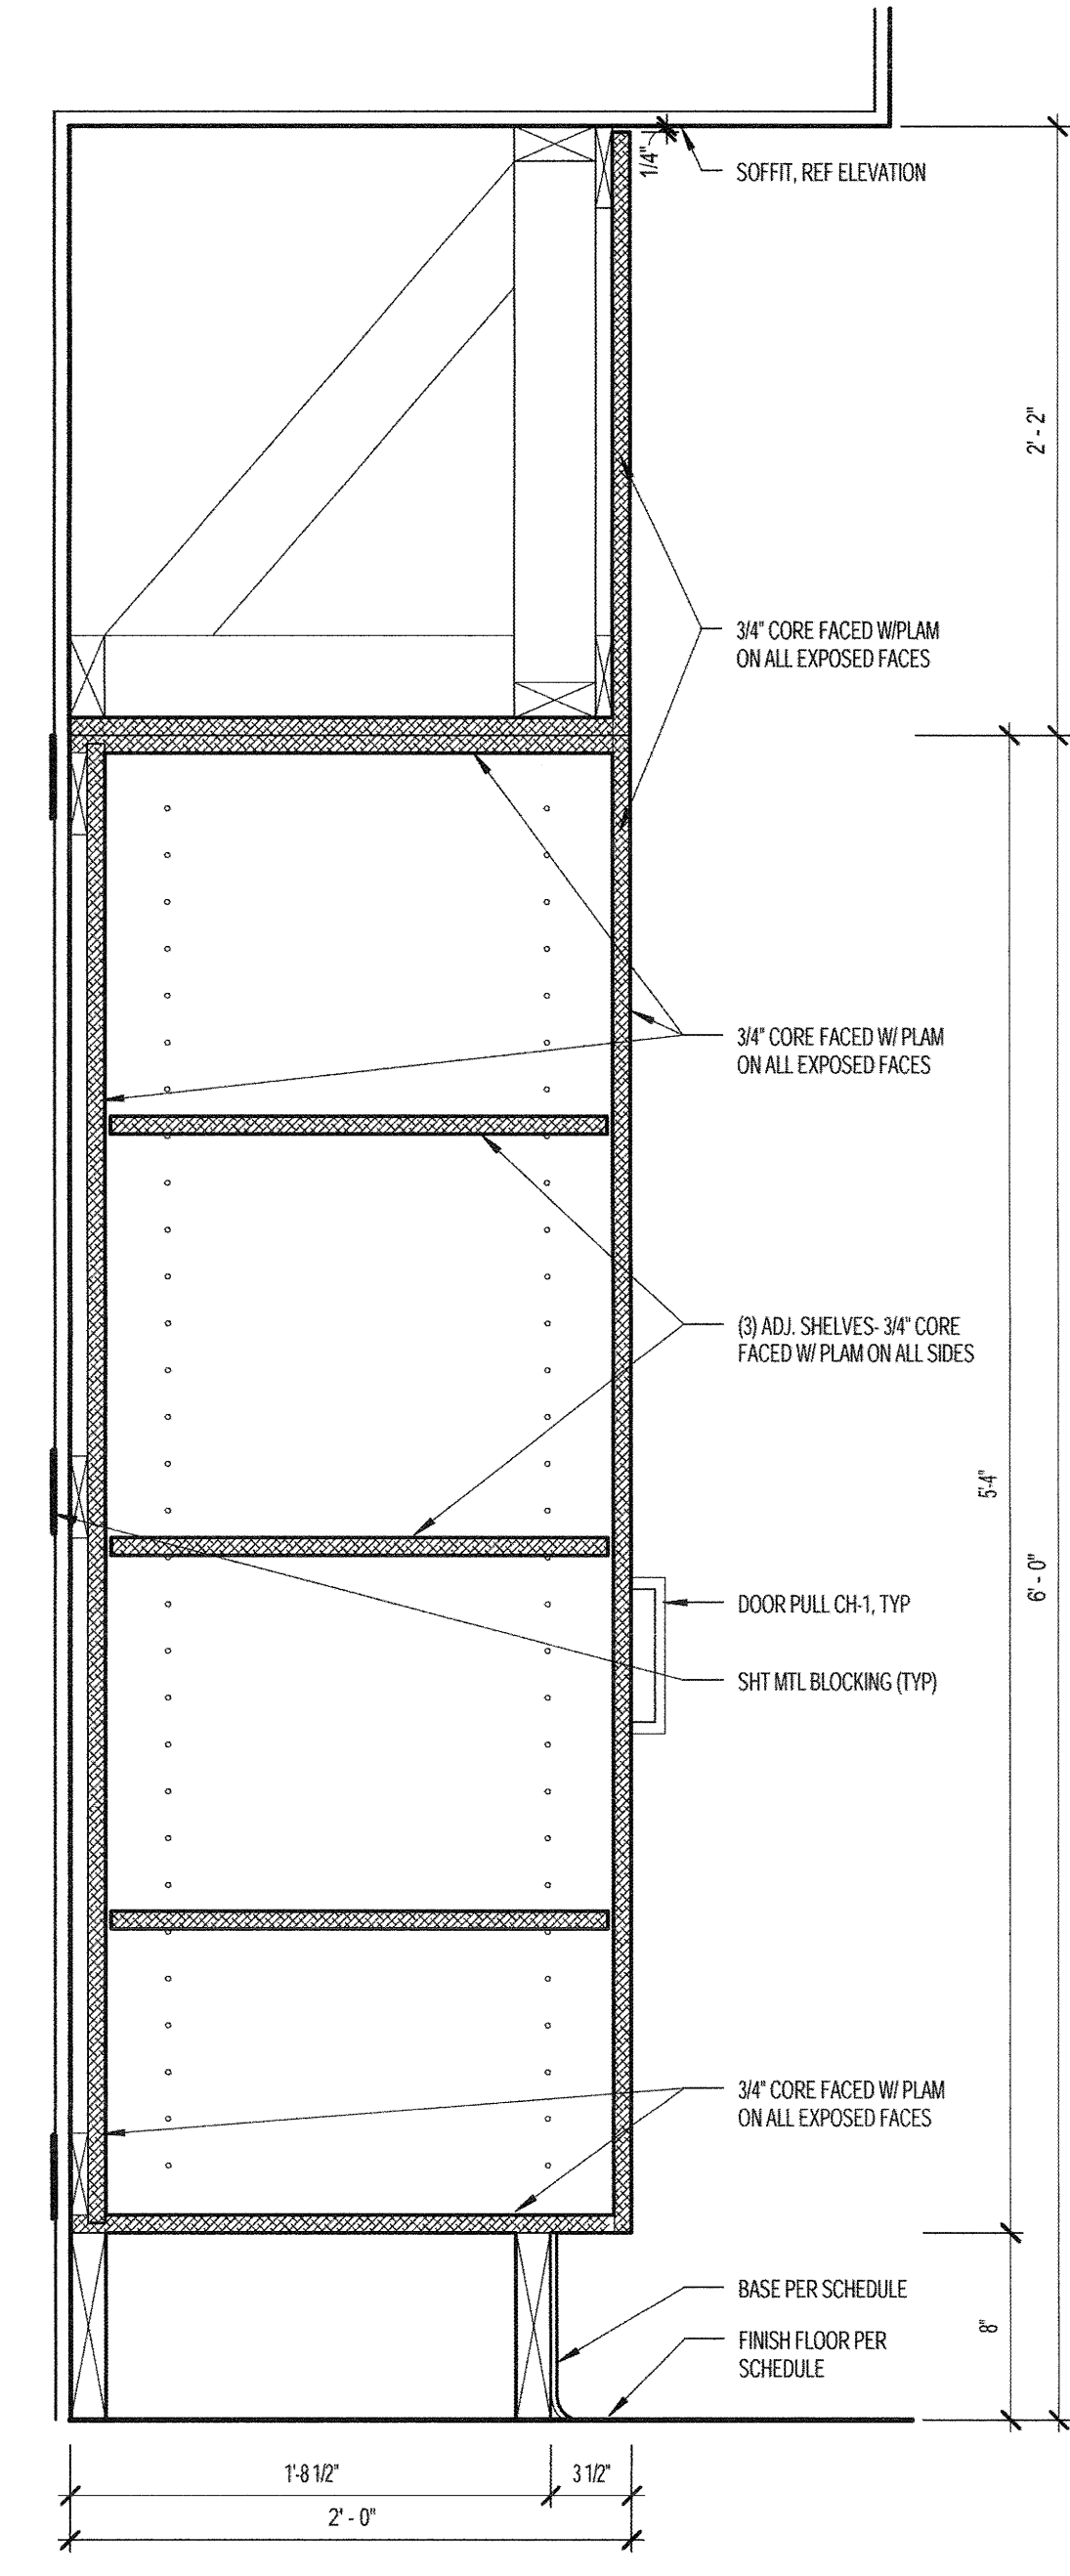 1/4"
SOFFIT, REF ELEVATION
2' - 2"
3/4" CORE FACED W/PLAM
ON ALL EXPOSED FACES
3/4" CORE FACED W/ PLAM
ON ALL EXPOSED FACES
(3) ADJ. SHELVES- 3/4" CORE
FACED W/ PLAM ON ALL SIDES
5'-4"
6' - 0"
DOOR PULL CH-1, TYP
SHT MTL BLOCKING (TYP)
3/4" CORE FACED W/ PLAM
ON ALL EXPOSED FACES
BASE PER SCHEDULE
8"
FINISH FLOOR PER
SCHEDULE
1'-8 1/2"
3 1/2"
2' - 0"